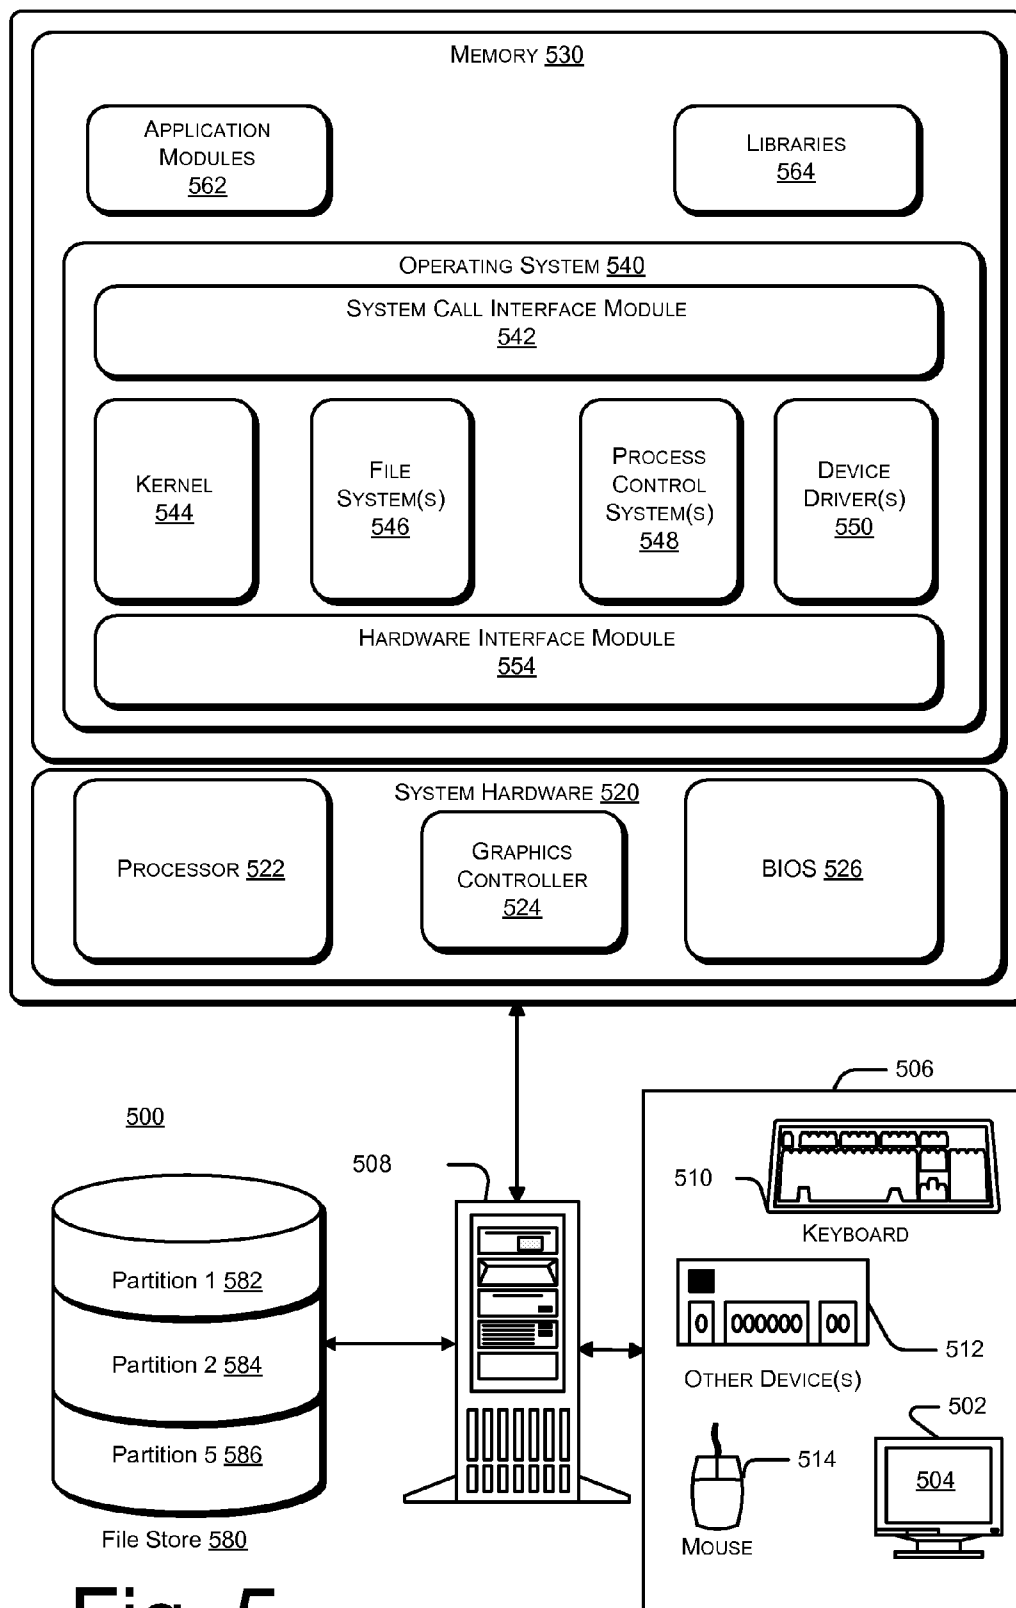 MEMORY 530
APPLICATION
MODULES
562
LIBRARIES
564
OPERATING SYSTEM 540
SYSTEM CALL INTERFACE MODULE
542
KERNEL
544
FILE
SYSTEM(S)
546
PROCESS
CONTROL
SYSTEM(S)
548
DEVICE
DRIVER(S)
550
HARDWARE INTERFACE MODULE
554
SYSTEM HARDWARE 520
PROCESSOR 522
GRAPHICS
CONTROLLER
524
BIOS 526
500
506
508
510
KEYBOARD
Partition 1 582
Partition 2 584
Partition 5 586
File Store 580
512
OTHER DEVICE(S)
502
504
514
MOUSE
Fig. 5